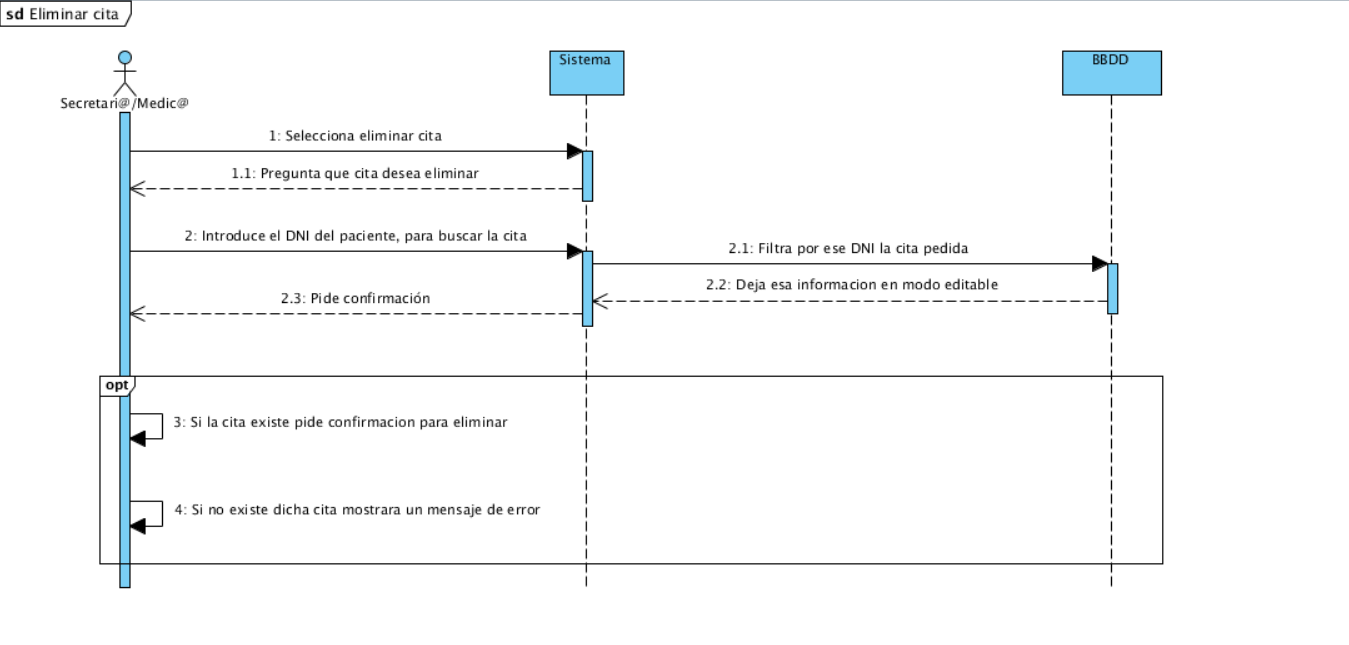 sd Eliminar cita
Secretari@/Medic@
Sistema
BBDD
1: Selecciona eliminar cita
1.1: Pregunta que cita desea eliminar
2: Introduce el DNI del paciente, para buscar la cita
2.1: Filtra por ese DNI la cita pedida
2.2: Deja esa informacion en modo editable
2.3: Pide confirmación
opt
3: Si la cita existe pide confirmacion para eliminar
4: Si no existe dicha cita mostrara un mensaje de error